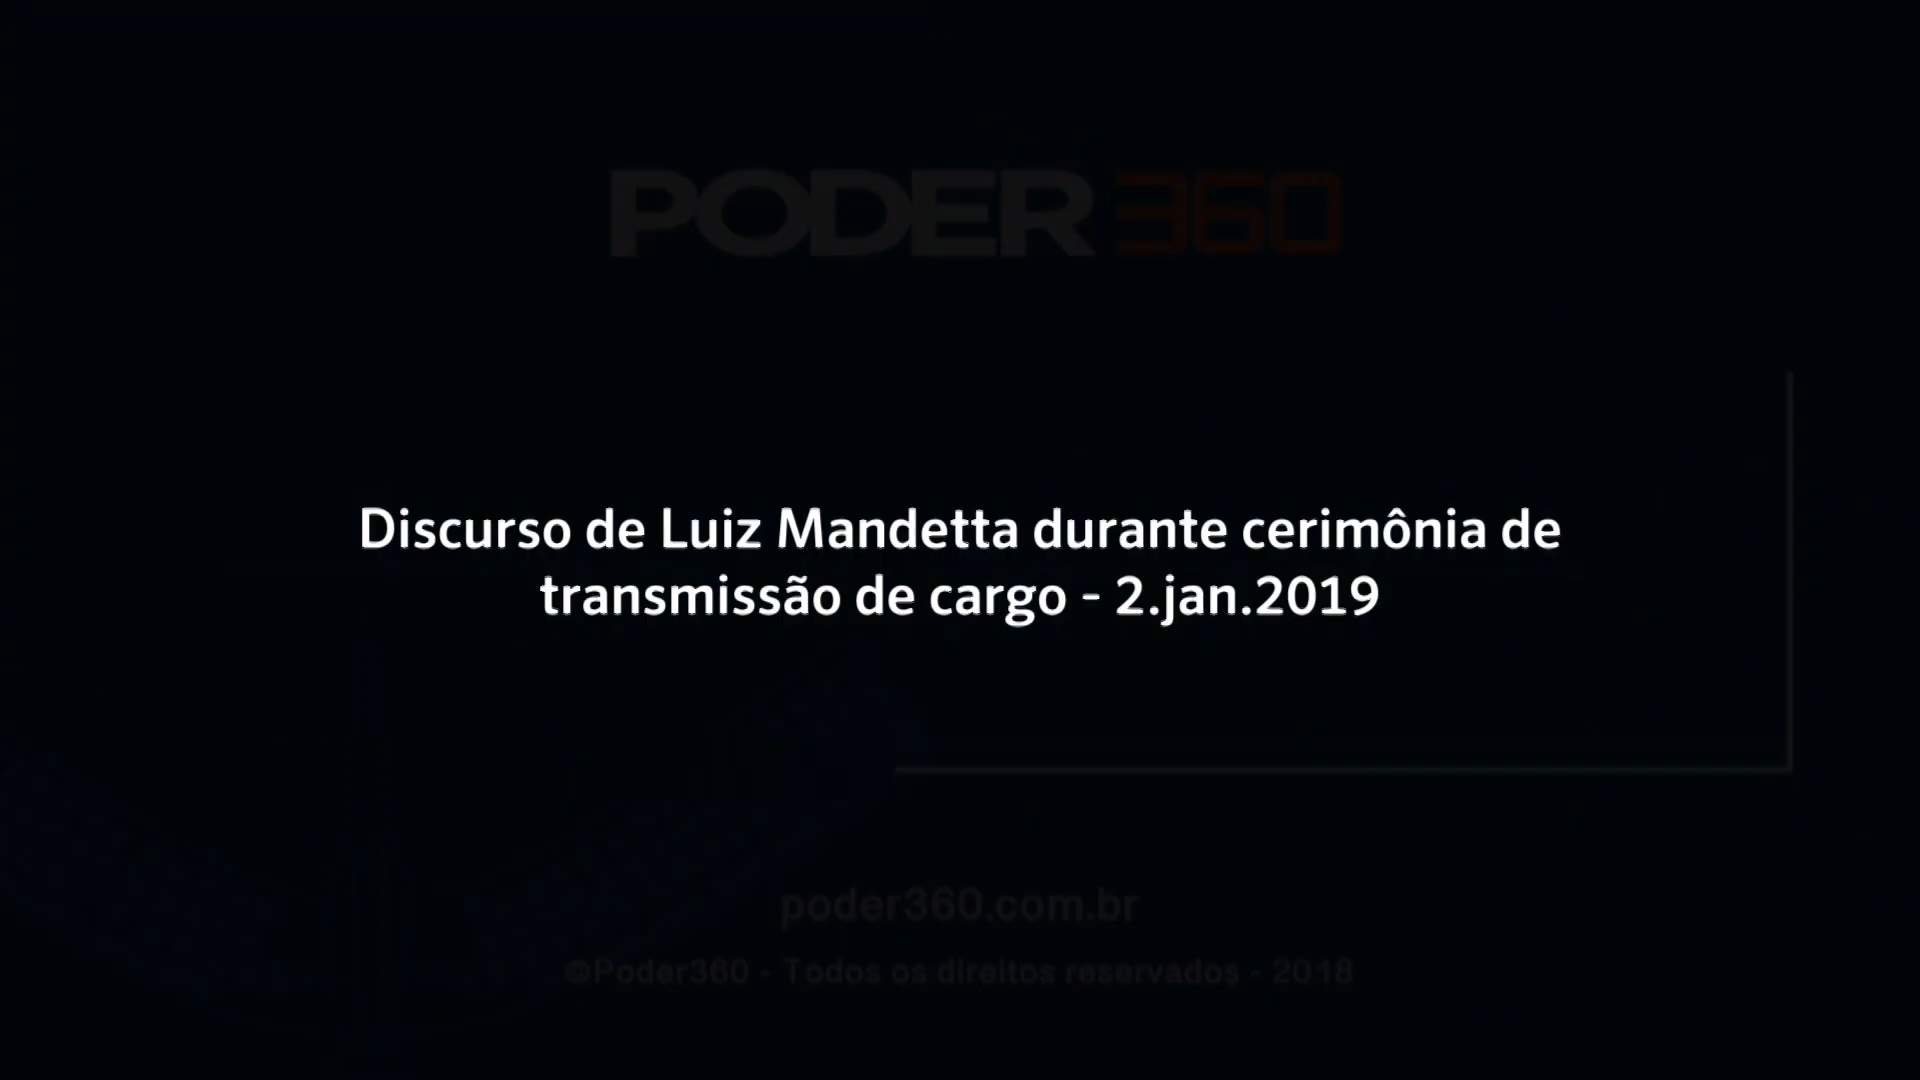 PODER360
Discurso de Luiz Mandetta durante cerimônia de
transmissão de cargo - 2.jan.2019
poder360.com.br
@Poder360 - Todos os direitos reservados - 2018